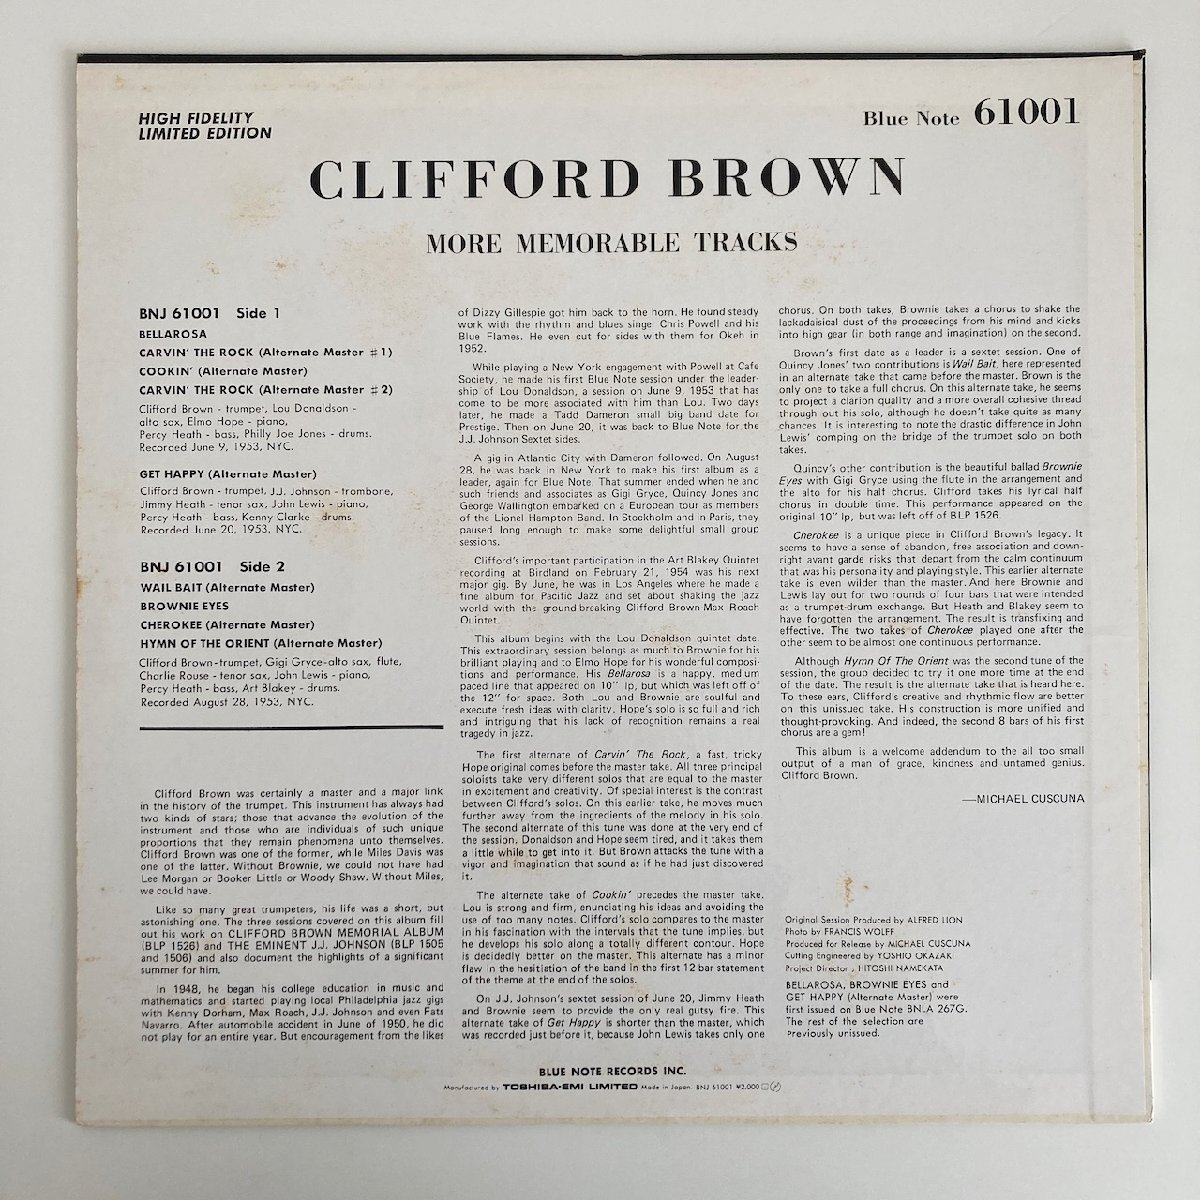 HIGH FIDELITY
LIMITED EDITION
Blue Note 61001
CLIFFORD BROWN
MORE MEMORABLE TRACKS
BNJ 61001 Side 1
BELLAROSA
CARVIN' THE ROCK (Alternate Master #1)
COOKIN' (Alternate Master)
CARVIN' THE ROCK (Alternate Master #2)
Clifford Brown - trumpet, Lou Donaldson -
alto sax, Elmo Hope - piano,
Percy Heath - bass, Philly Joe Jones - drums.
Recorded June 9, 1953, NYC.
GET HAPPY (Alternate Master)
Clifford Brown - trumpet, J.J. Johnson - trombone,
Jimmy Heath - tenor sax, John Lewis - piano,
Percy Heath - bass, Kenny Clarke - drums
Recorded June 20, 1953, NYC.
BNJ 61001 Side 2
WAIL BAIT (Alternate Master)
BROWNIE EYES
CHEROKEE (Alternate Master)
HYMN OF THE ORIENT (Alternate Master)
Clifford Brown-trumpet, Gigi Gryce-alto sax, flute,
Charlie Rouse - tenor sax, John Lewis - piano,
Percy Heath - bass, Art Blakey - drums.
Recorded August 28, 1953, NYC.
Clifford Brown was certainly a master and a major link
in the history of the trumpet. This instrument has always had
two kinds of stars; those that advance the evolution of the
instrument and those who are individuals of such unique
proportions that they remain phenomena unto themselves.
Clifford Brown was one of the former, while Miles Davis was
one of the latter. Without Brownie, we could not have had
Lee Morgan or Booker Little or Woody Shaw. Without Miles,
we could have.
Like so many great trumpeters, his life was a short, but
astonishing one. The three sessions covered on this album fill
out his work on CLIFFORD BROWN MEMORIAL ALBUM
(BLP 1526) and THE EMINENT J.J. JOHNSON (BLP 1505
and 1506) and also document the highlights of a significant
summer for him.
In 1948, he began his college education in music and
mathematics and started playing local Philadelphia jazz gigs
with Kenny Dorham, Max Roach, J.J. Johnson and even Fats
Navarro. After automobile accident in June of 1950, he did
not play for an entire year. But encouragement from the likes
of Dizzy Gillespie got him back to the horn. He found steady
work with the rhythm and blues singe Chris Powell and his
Blue Flames. He even cut for sides with them for Okeh in
1952.
While playing a New York engagement with Powell at Cafe
Society, he made his first Blue Note session under the leader-
ship of Lou Donaldson, a session on June 9, 1953 that has
come to be more associated with him than Lou. Two days
later, he made a Tadd Dameron small big band date for
Prestige. Then on June 20, it was back to Blue Note for the
J.J. Johnson Sextet sides.
A gig in Atlantic City with Dameron followed. On August
28, he was back in New York to make his first album as a
leader, again for Blue Note. That summer ended when he and
such friends and associates as Gigi Gryce, Quincy Jones and
George Wallington embarked on a European tour as members
of the Lionel Hampton Band. In Stockholm and in Paris, they
paused long enough to make some delightful small group
sessions.
Clifford's important participation in the Art Blakey Quintet
recording at Birdland on February 21, 1954 was his next
major gig. By June, he was in Los Angeles where he made a
fine album for Pacific Jazz and set about shaking the jazz
world with the groundbreaking Clifford Brown-Max Roach
Quintet.
This album begins with the Lou Donaldson quintet date.
This extraordinary session belongs as much to Brownie for his
brilliant playing and to Elmo Hope for his wonderful composi-
tions and performance. His Bellarosa is a happy, medium
paced line that appeared on 10" lp, but which was left off of
the 12" for space. Both Lou and Brownie are soulful and
execute fresh ideas with clarity. Hope's solo is so full and rich
and intriguing that his lack of recognition remains a real
tragedy in jazz.
The first alternate of Carvin' The Rock, a fast, tricky
Hope original comes before the master take. All three principal
soloists take very different solos that are equal to the master
in excitement and creativity. Of special interest is the contrast
between Clifford's solos. On this earlier take, he moves much
further away from the ingredients of the melody in his solo.
The second alternate of this tune was done at the very end of
the session. Donaldson and Hope seem tired, and it takes them
a little while to get into it. But Brown attacks the tune with a
vigor and imagination that sound as if he had just discovered
it.
The alternate take of Cookin' precedes the master take.
Lou is strong and firm, enunciating his ideas and avoiding the
use of too many notes. Clifford's solo compares to the master
in his fascination with the intervals that the tune implies, but
he develops his solo along a totally different contour. Hope
is decidedly better on the master. This alternate has a minor
flaw in the hesitiation of the band in the first 12 bar statement
of the theme at the end of the solos.
On J.J. Johnson's sextet session of June 20, Jimmy Heath
and Brownie seem to provide the only real gutsy fire. This
alternate take of Get Happy is shorter than the master, which
was recorded just before it, because John Lewis takes only one
chorus. On both takes, Brownie takes a chorus to shake the
lackadaisical dust of the proceedings from his mind and kicks
into high gear (in both range and imagination) on the second.
Brown's first date as a leader is a sextet session. One of
Quincy Jones' two contributions is Wail Bait, here represented
in an alternate take that came before the master. Brown is the
only one to take a full chorus. On this alternate take, he seems
to project a clarion quality and a more overall cohesive thread
through out his solo, although he doesn't take quite as many
chances. It is interesting to note the drastic difference in John
Lewis' comping on the bridge of the trumpet solo on both
takes.
Quincy's other contribution is the beautiful ballad Brownie
Eyes with Gigi Gryce using the flute in the arrangement and
the alto for his half chorus. Clifford takes his lyrical half
chorus in double time. This performance appeared on the
original 10" lp, but was left off of BLP 1526.
Cherokee is a unique piece in Clifford Brown's legacy. It
seems to have a sense of abandon, free association and down-
right avant garde risks that depart from the calm continuum
that was his personality and playing style. This earlier alternate
take is even wilder than the master. And here Brownie and
Lewis lay out for two rounds of four bars that were intended
as a trumpet-drum exchange. But Heath and Blakey seem to
have forgotten the arrangement. The result is transfixing and
effective. The two takes of Cherokee played one after the
other seem to be almost one continuous performance.
Although Hymn Of The Orient was the second tune of the
session, the group decided to try it one more time at the end
of the date. The result is the alternate take that is heard here.
To these ears, Clifford's creative and rhythmic flow are better
on this unissued take. His construction is more unified and
thought-provoking. And indeed, the second 8 bars of his first
chorus are a gem!
This album is a welcome addendum to the all too small
output of a man of grace, kindness and untamed genius.
Clifford Brown.
—MICHAEL CUSCUNA
Original Session Produced by ALFRED LION
Photo by FRANCIS WOLFF
Produced for Release by MICHAEL CUSCUNA
Cutting Engineered by YOSHIO OKAZAKI
Project Director: HITOSHI NAMEKATA
BELLAROSA, BROWNIE EYES and
GET HAPPY (Alternate Master) were
first issued on Blue Note BNLA 267G.
The rest of the selection are
previously unissued.
BLUE NOTE RECORDS INC.
Manufactured by TOSHIBA-EMI LIMITED Made in Japan. BNJ 61001 ¥2,000